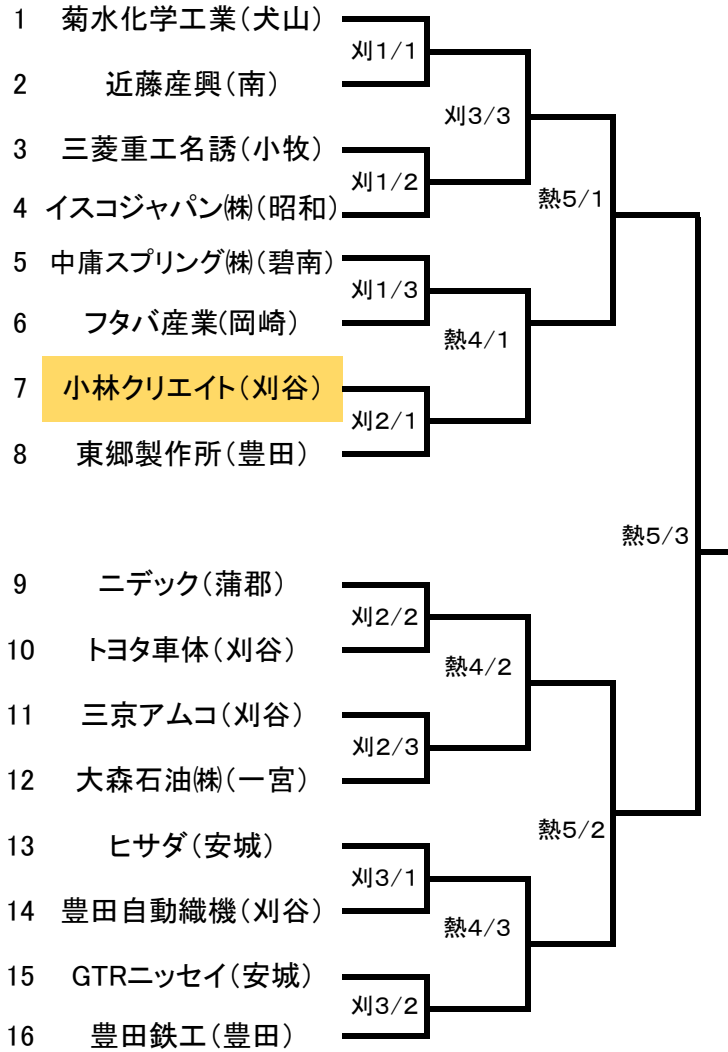 1 菊水化学工業(犬山)
刈1/1
2 近藤産興(南)
刈3/3
3 三菱重工名誘(小牧)
刈1/2
熱5/1
4 イスコジャパン㈱(昭和)
5 中庸スプリング㈱(碧南)
刈1/3
6 フタバ産業(岡崎)
熱4/1
7 小林クリエイト(刈谷)
刈2/1
8 東郷製作所(豊田)
熱5/3
9 ニデック(蒲郡)
刈2/2
10 トヨタ車体(刈谷)
熱4/2
11 三京アムコ(刈谷)
刈2/3
12 大森石油㈱(一宮)
熱5/2
13 ヒサダ(安城)
刈3/1
14 豊田自動織機(刈谷)
熱4/3
15 GTRニッセイ(安城)
刈3/2
16 豊田鉄工(豊田)